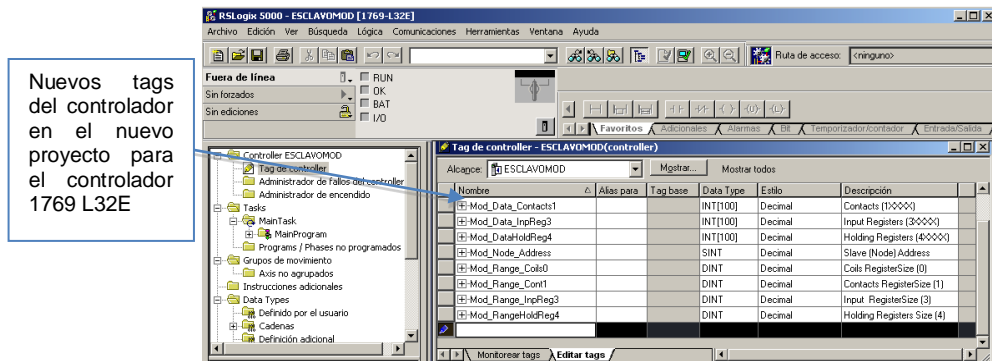 RSLogix 5000 - ESCLAVOMOD [1769-L32E]
Archivo Edición Ver Búsqueda Lógica Comunicaciones Herramientas Ventana Ayuda
Ruta de acceso: <ninguno>
Fuera de línea
RUN
Sin forzados
OK
BAT
Sin ediciones
I/O
Favoritos Adicionales Alarmas Bit Temporizador/contador Entrada/Salida
Nuevos tags
del controlador
en el nuevo
proyecto para
el controlador
1769 L32E
Controller ESCLAVOMOD
Tag de controller
Administrador de fallos del controller
Administrador de encendido
Tasks
MainTask
MainProgram
Programs / Phases no programados
Grupos de movimiento
Axis no agrupados
Instrucciones adicionales
Data Types
Definido por el usuario
Cadenas
Definición adicional
Tag de controller - ESCLAVOMOD(controller)
Alcance: ESCLAVOMOD Mostrar... Mostrar todos
Nombre Alias para Tag base Data Type Estilo Descripción
Mod_Data_Contacts1 INT[100] Decimal Contacts (1XXXX)
Mod_Data_InpReg3 INT[100] Decimal Input Registers (3XXXX)
Mod_DataHoldReg4 INT[100] Decimal Holding Registers (4XXXX)
Mod_Node_Address SINT Decimal Slave (Node) Address
Mod_Range_Coils0 DINT Decimal Coils RegisterSize (0)
Mod_Range_Cont1 DINT Decimal Contacts RegisterSize (1)
Mod_Range_InpReg3 DINT Decimal Input RegisterSize (3)
Mod_RangeHoldReg4 DINT Decimal Holding Registers Size (4)
Monitorear tags Editar tags